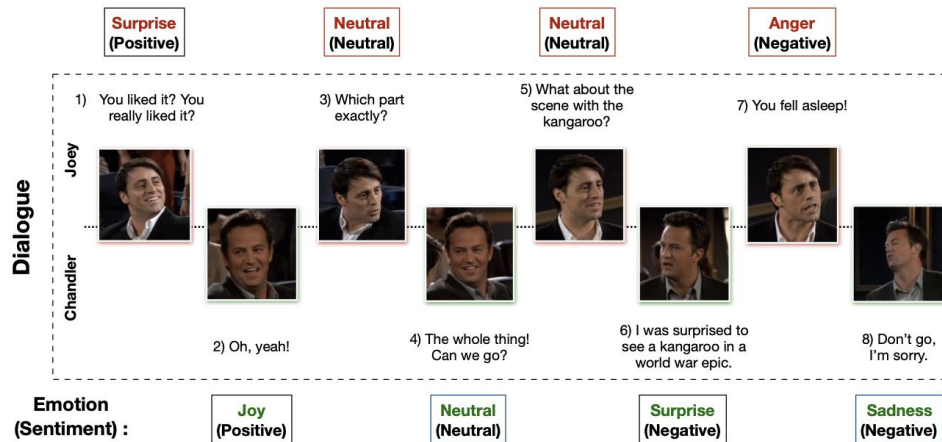 Surprise
(Positive)
Neutral
(Neutral)
Neutral
(Neutral)
Anger
(Negative)
Dialogue
Joey
Chandler
1) You liked it? You
really liked it?
3) Which part
exactly?
5) What about the
scene with the
kangaroo?
7) You fell asleep!
2) Oh, yeah!
4) The whole thing!
Can we go?
6) I was surprised to
see a kangaroo in a
world war epic.
8) Don't go,
I'm sorry.
Emotion
(Sentiment) :
Joy
(Positive)
Neutral
(Neutral)
Surprise
(Negative)
Sadness
(Negative)